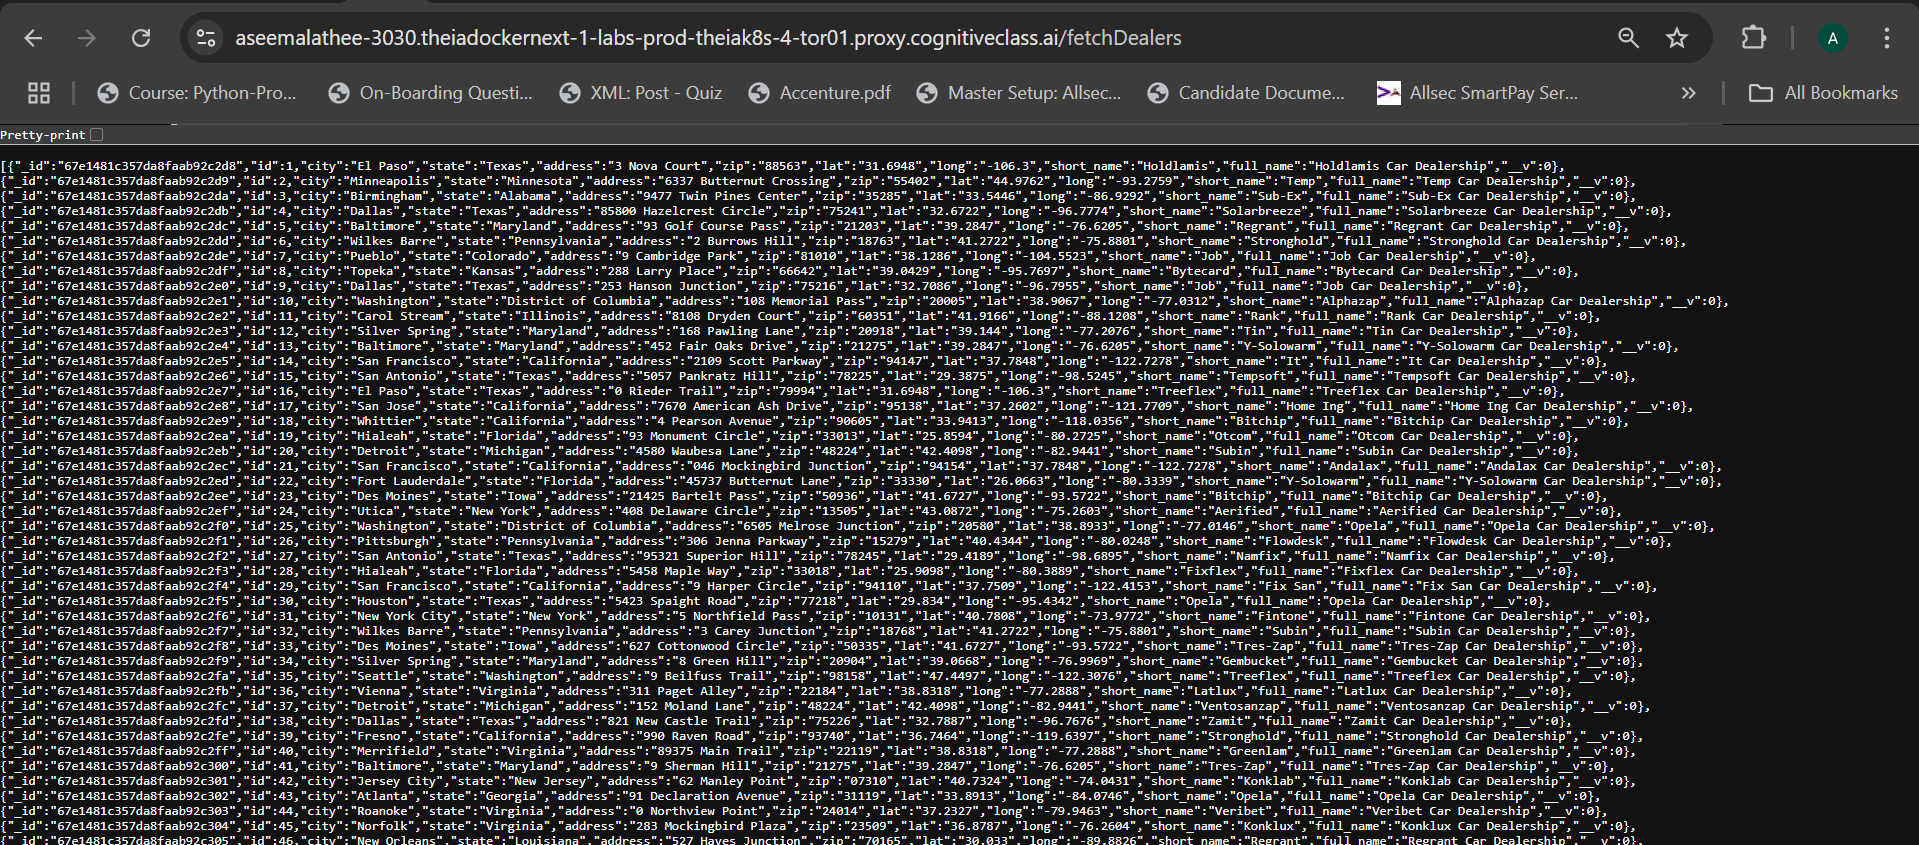 aseemalathee-3030.theiadockernext-1-labs-prod-theiak8s-4-tor01.proxy.cognitiveclass.ai/fetchDealers
A
Course: Python-Pro...
On-Boarding Questi...
XML: Post - Quiz
Accenture.pdf
Master Setup: Allsec...
Candidate Docume...
Allsec SmartPay Ser...
»
All Bookmarks
Pretty-print
[{"_id":"67e1481c357da8faab92c2d8","id":1,"city":"El Paso","state":"Texas","address":"3 Nova Court","zip":"88563","lat":"31.6948","long":"-106.3","short_name":"Holdlamis","full_name":"Holdlamis Car Dealership","__v":0},
{"_id":"67e1481c357da8faab92c2d9","id":2,"city":"Minneapolis","state":"Minnesota","address":"6337 Butternut Crossing","zip":"55402","lat":"44.9762","long":"-93.2759","short_name":"Temp","full_name":"Temp Car Dealership","__v":0},
{"_id":"67e1481c357da8faab92c2da","id":3,"city":"Birmingham","state":"Alabama","address":"9477 Twin Pines Center","zip":"35285","lat":"33.5446","long":"-86.9292","short_name":"Sub-Ex","full_name":"Sub-Ex Car Dealership","__v":0},
{"_id":"67e1481c357da8faab92c2db","id":4,"city":"Dallas","state":"Texas","address":"85800 Hazelcrest Circle","zip":"75241","lat":"32.6722","long":"-96.7774","short_name":"Solarbreeze","full_name":"Solarbreeze Car Dealership","__v":0},
{"_id":"67e1481c357da8faab92c2dc","id":5,"city":"Baltimore","state":"Maryland","address":"93 Golf Course Pass","zip":"21203","lat":"39.2847","long":"-76.6205","short_name":"Regrant","full_name":"Regrant Car Dealership","__v":0},
{"_id":"67e1481c357da8faab92c2dd","id":6,"city":"Wilkes Barre","state":"Pennsylvania","address":"2 Burrows Hill","zip":"18763","lat":"41.2722","long":"-75.8801","short_name":"Stronghold","full_name":"Stronghold Car Dealership","__v":0},
{"_id":"67e1481c357da8faab92c2de","id":7,"city":"Pueblo","state":"Colorado","address":"9 Cambridge Park","zip":"81010","lat":"38.1286","long":"-104.5523","short_name":"Job","full_name":"Job Car Dealership","__v":0},
{"_id":"67e1481c357da8faab92c2df","id":8,"city":"Topeka","state":"Kansas","address":"288 Larry Place","zip":"66642","lat":"39.0429","long":"-95.7697","short_name":"Bytecard","full_name":"Bytecard Car Dealership","__v":0},
{"_id":"67e1481c357da8faab92c2e0","id":9,"city":"Dallas","state":"Texas","address":"253 Hanson Junction","zip":"75216","lat":"32.7086","long":"-96.7955","short_name":"Job","full_name":"Job Car Dealership","__v":0},
{"_id":"67e1481c357da8faab92c2e1","id":10,"city":"Washington","state":"District of Columbia","address":"108 Memorial Pass","zip":"20005","lat":"38.9067","long":"-77.0312","short_name":"Alphazap","full_name":"Alphazap Car Dealership","__v":0},
{"_id":"67e1481c357da8faab92c2e2","id":11,"city":"Carol Stream","state":"Illinois","address":"8108 Dryden Court","zip":"60351","lat":"41.9166","long":"-88.1208","short_name":"Rank","full_name":"Rank Car Dealership","__v":0},
{"_id":"67e1481c357da8faab92c2e3","id":12,"city":"Silver Spring","state":"Maryland","address":"168 Pawling Lane","zip":"20918","lat":"39.144","long":"-77.2076","short_name":"Tin","full_name":"Tin Car Dealership","__v":0},
{"_id":"67e1481c357da8faab92c2e4","id":13,"city":"Baltimore","state":"Maryland","address":"452 Fair Oaks Drive","zip":"21275","lat":"39.2847","long":"-76.6205","short_name":"Y-Solowarm","full_name":"Y-Solowarm Car Dealership","__v":0},
{"_id":"67e1481c357da8faab92c2e5","id":14,"city":"San Francisco","state":"California","address":"2109 Scott Parkway","zip":"94147","lat":"37.7848","long":"-122.7278","short_name":"It","full_name":"It Car Dealership","__v":0},
{"_id":"67e1481c357da8faab92c2e6","id":15,"city":"San Antonio","state":"Texas","address":"5057 Pankratz Hill","zip":"78225","lat":"29.3875","long":"-98.5245","short_name":"Tempsoft","full_name":"Tempsoft Car Dealership","__v":0},
{"_id":"67e1481c357da8faab92c2e7","id":16,"city":"El Paso","state":"Texas","address":"0 Rieder Trail","zip":"79994","lat":"31.6948","long":"-106.3","short_name":"Treeflex","full_name":"Treeflex Car Dealership","__v":0},
{"_id":"67e1481c357da8faab92c2e8","id":17,"city":"San Jose","state":"California","address":"7670 American Ash Drive","zip":"95138","lat":"37.2602","long":"-121.7709","short_name":"Home Ing","full_name":"Home Ing Car Dealership","__v":0},
{"_id":"67e1481c357da8faab92c2e9","id":18,"city":"Whittier","state":"California","address":"4 Pearson Avenue","zip":"90605","lat":"33.9413","long":"-118.0356","short_name":"Bitchip","full_name":"Bitchip Car Dealership","__v":0},
{"_id":"67e1481c357da8faab92c2ea","id":19,"city":"Hialeah","state":"Florida","address":"93 Monument Circle","zip":"33013","lat":"25.8594","long":"-80.2725","short_name":"Otcom","full_name":"Otcom Car Dealership","__v":0},
{"_id":"67e1481c357da8faab92c2eb","id":20,"city":"Detroit","state":"Michigan","address":"4580 Waubesa Lane","zip":"48224","lat":"42.4098","long":"-82.9441","short_name":"Subin","full_name":"Subin Car Dealership","__v":0},
{"_id":"67e1481c357da8faab92c2ec","id":21,"city":"San Francisco","state":"California","address":"046 Mockingbird Junction","zip":"94154","lat":"37.7848","long":"-122.7278","short_name":"Andalax","full_name":"Andalax Car Dealership","__v":0},
{"_id":"67e1481c357da8faab92c2ed","id":22,"city":"Fort Lauderdale","state":"Florida","address":"45737 Butternut Lane","zip":"33330","lat":"26.0663","long":"-80.3339","short_name":"Y-Solowarm","full_name":"Y-Solowarm Car Dealership","__v":0},
{"_id":"67e1481c357da8faab92c2ee","id":23,"city":"Des Moines","state":"Iowa","address":"21425 Bartelt Pass","zip":"50936","lat":"41.6727","long":"-93.5722","short_name":"Bitchip","full_name":"Bitchip Car Dealership","__v":0},
{"_id":"67e1481c357da8faab92c2ef","id":24,"city":"Utica","state":"New York","address":"408 Delaware Circle","zip":"13505","lat":"43.0872","long":"-75.2603","short_name":"Aerified","full_name":"Aerified Car Dealership","__v":0},
{"_id":"67e1481c357da8faab92c2f0","id":25,"city":"Washington","state":"District of Columbia","address":"6505 Melrose Junction","zip":"20580","lat":"38.8933","long":"-77.0146","short_name":"Opela","full_name":"Opela Car Dealership","__v":0},
{"_id":"67e1481c357da8faab92c2f1","id":26,"city":"Pittsburgh","state":"Pennsylvania","address":"306 Jenna Parkway","zip":"15279","lat":"40.4344","long":"-80.0248","short_name":"Flowdesk","full_name":"Flowdesk Car Dealership","__v":0},
{"_id":"67e1481c357da8faab92c2f2","id":27,"city":"San Antonio","state":"Texas","address":"95321 Superior Hill","zip":"78245","lat":"29.4189","long":"-98.6895","short_name":"Namfix","full_name":"Namfix Car Dealership","__v":0},
{"_id":"67e1481c357da8faab92c2f3","id":28,"city":"Hialeah","state":"Florida","address":"5458 Maple Way","zip":"33018","lat":"25.9098","long":"-80.3889","short_name":"Fixflex","full_name":"Fixflex Car Dealership","__v":0},
{"_id":"67e1481c357da8faab92c2f4","id":29,"city":"San Francisco","state":"California","address":"9 Harper Circle","zip":"94110","lat":"37.7509","long":"-122.4153","short_name":"Fix San","full_name":"Fix San Car Dealership","__v":0},
{"_id":"67e1481c357da8faab92c2f5","id":30,"city":"Houston","state":"Texas","address":"5423 Spaight Road","zip":"77218","lat":"29.834","long":"-95.4342","short_name":"Opela","full_name":"Opela Car Dealership","__v":0},
{"_id":"67e1481c357da8faab92c2f6","id":31,"city":"New York City","state":"New York","address":"5 Northfield Pass","zip":"10131","lat":"40.7808","long":"-73.9772","short_name":"Fintone","full_name":"Fintone Car Dealership","__v":0},
{"_id":"67e1481c357da8faab92c2f7","id":32,"city":"Wilkes Barre","state":"Pennsylvania","address":"3 Carey Junction","zip":"18768","lat":"41.2722","long":"-75.8801","short_name":"Subin","full_name":"Subin Car Dealership","__v":0},
{"_id":"67e1481c357da8faab92c2f8","id":33,"city":"Des Moines","state":"Iowa","address":"627 Cottonwood Circle","zip":"50335","lat":"41.6727","long":"-93.5722","short_name":"Tres-Zap","full_name":"Tres-Zap Car Dealership","__v":0},
{"_id":"67e1481c357da8faab92c2f9","id":34,"city":"Silver Spring","state":"Maryland","address":"8 Green Hill","zip":"20904","lat":"39.0668","long":"-76.9969","short_name":"Gembucket","full_name":"Gembucket Car Dealership","__v":0},
{"_id":"67e1481c357da8faab92c2fa","id":35,"city":"Seattle","state":"Washington","address":"9 Beilfuss Trail","zip":"98158","lat":"47.4497","long":"-122.3076","short_name":"Treeflex","full_name":"Treeflex Car Dealership","__v":0},
{"_id":"67e1481c357da8faab92c2fb","id":36,"city":"Vienna","state":"Virginia","address":"311 Paget Alley","zip":"22184","lat":"38.8318","long":"-77.2888","short_name":"Latlux","full_name":"Latlux Car Dealership","__v":0},
{"_id":"67e1481c357da8faab92c2fc","id":37,"city":"Detroit","state":"Michigan","address":"152 Moland Lane","zip":"48224","lat":"42.4098","long":"-82.9441","short_name":"Ventosanzap","full_name":"Ventosanzap Car Dealership","__v":0},
{"_id":"67e1481c357da8faab92c2fd","id":38,"city":"Dallas","state":"Texas","address":"821 New Castle Trail","zip":"75226","lat":"32.7887","long":"-96.7676","short_name":"Zamit","full_name":"Zamit Car Dealership","__v":0},
{"_id":"67e1481c357da8faab92c2fe","id":39,"city":"Fresno","state":"California","address":"990 Raven Road","zip":"93740","lat":"36.7464","long":"-119.6397","short_name":"Stronghold","full_name":"Stronghold Car Dealership","__v":0},
{"_id":"67e1481c357da8faab92c2ff","id":40,"city":"Merrifield","state":"Virginia","address":"89375 Main Trail","zip":"22119","lat":"38.8318","long":"-77.2888","short_name":"Greenlam","full_name":"Greenlam Car Dealership","__v":0},
{"_id":"67e1481c357da8faab92c300","id":41,"city":"Baltimore","state":"Maryland","address":"9 Sherman Hill","zip":"21275","lat":"39.2847","long":"-76.6205","short_name":"Tres-Zap","full_name":"Tres-Zap Car Dealership","__v":0},
{"_id":"67e1481c357da8faab92c301","id":42,"city":"Jersey City","state":"New Jersey","address":"62 Manley Point","zip":"07310","lat":"40.7324","long":"-74.0431","short_name":"Konklab","full_name":"Konklab Car Dealership","__v":0},
{"_id":"67e1481c357da8faab92c302","id":43,"city":"Atlanta","state":"Georgia","address":"91 Declaration Avenue","zip":"31119","lat":"33.8913","long":"-84.0746","short_name":"Opela","full_name":"Opela Car Dealership","__v":0},
{"_id":"67e1481c357da8faab92c303","id":44,"city":"Roanoke","state":"Virginia","address":"0 Northview Point","zip":"24014","lat":"37.2327","long":"-79.9463","short_name":"Veribet","full_name":"Veribet Car Dealership","__v":0},
{"_id":"67e1481c357da8faab92c304","id":45,"city":"Norfolk","state":"Virginia","address":"283 Mockingbird Plaza","zip":"23509","lat":"36.8787","long":"-76.2604","short_name":"Konklux","full_name":"Konklux Car Dealership","__v":0},
{"_id":"67e1481c357da8faab92c305","id":46,"city":"New Orleans","state":"Louisiana","address":"527 Hayes Junction","zip":"70165","lat":"30.033","long":"-89.8826","short_name":"Regrant","full_name":"Regrant Car Dealership","__v":0},